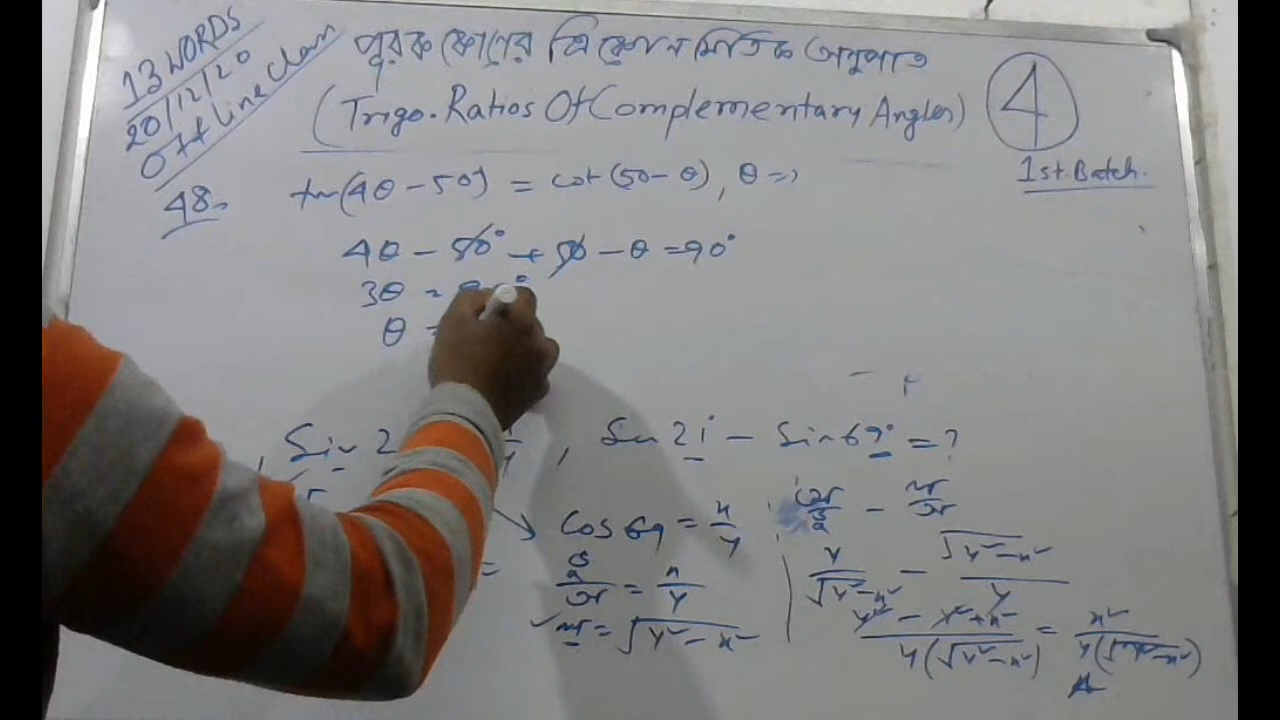 13 WORDS
20/12/20
Off line Class
পূরক কোণের ত্রিকোণমিতিক অনুপাত
(Trigo. Ratios Of Complementary Angles)
4
1st. Batch.
48. tan(4θ - 50) = cot(50 - θ), θ =?
4θ - 50° + 50 - θ = 90°
3θ =
θ =
Sin 2
, Sec 21 - Sin 69° = ?
cos 69 = x/y
= x/y
= √y² - x²
y/√y² - x² - √y² - x²/y
y² - y² + x²/y(√y² - x²) = x²/y(√y² - x²)